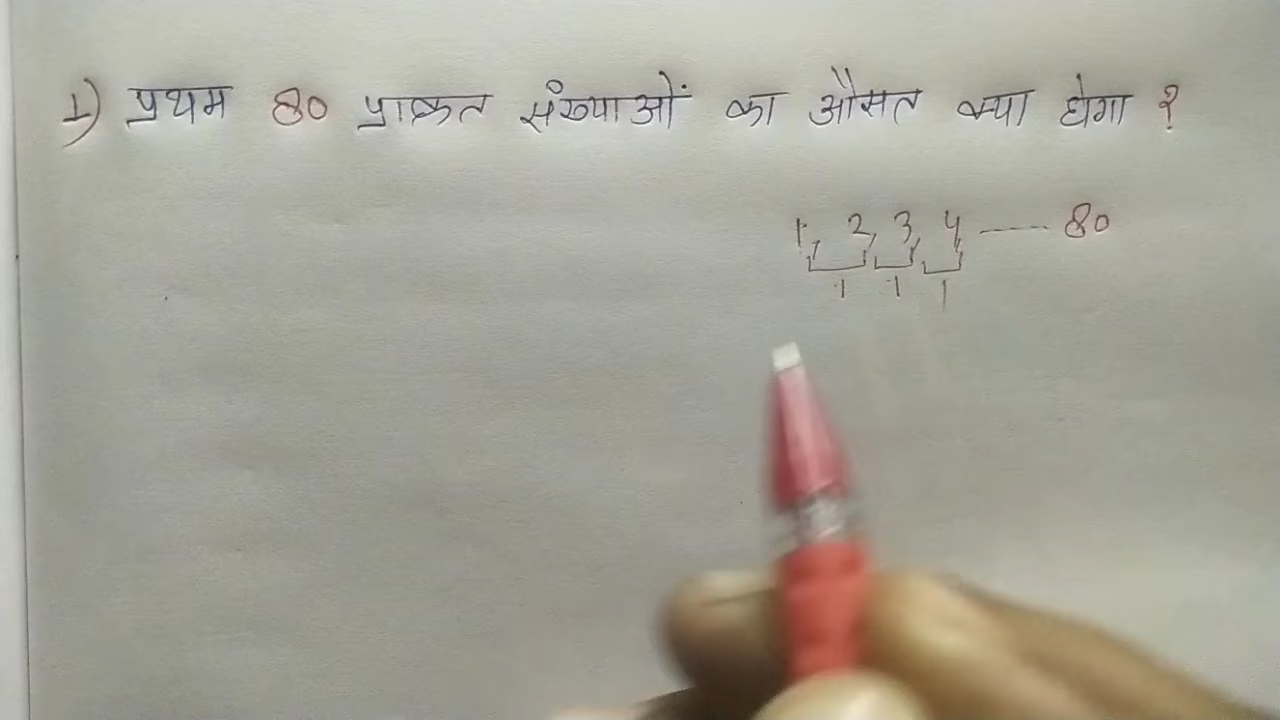 1) प्रथम 80 प्राकृत संख्याओं का औसत क्या होगा ?
1, 2, 3, 4 ----- 80
1 1 1